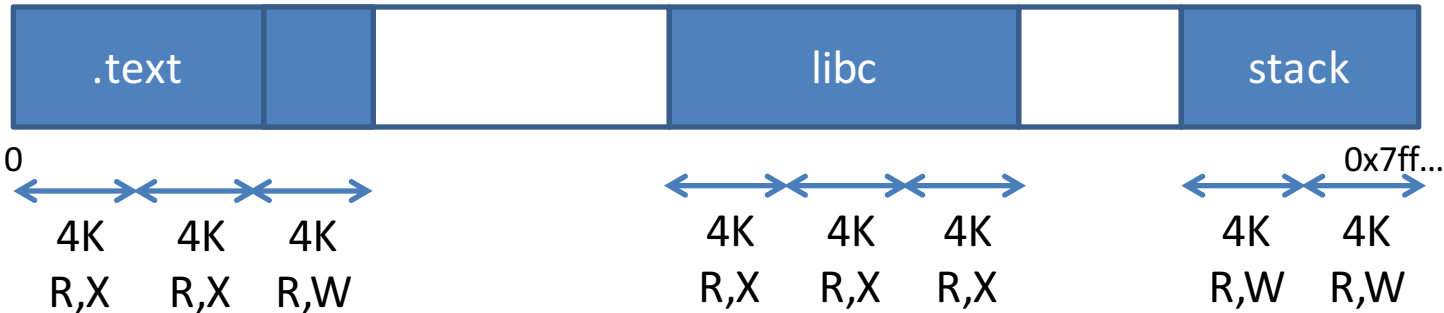 .text libc stack
0 0x7ff...
4K 4K 4K 4K 4K 4K 4K 4K
R,X R,X R,W R,X R,X R,X R,W R,W